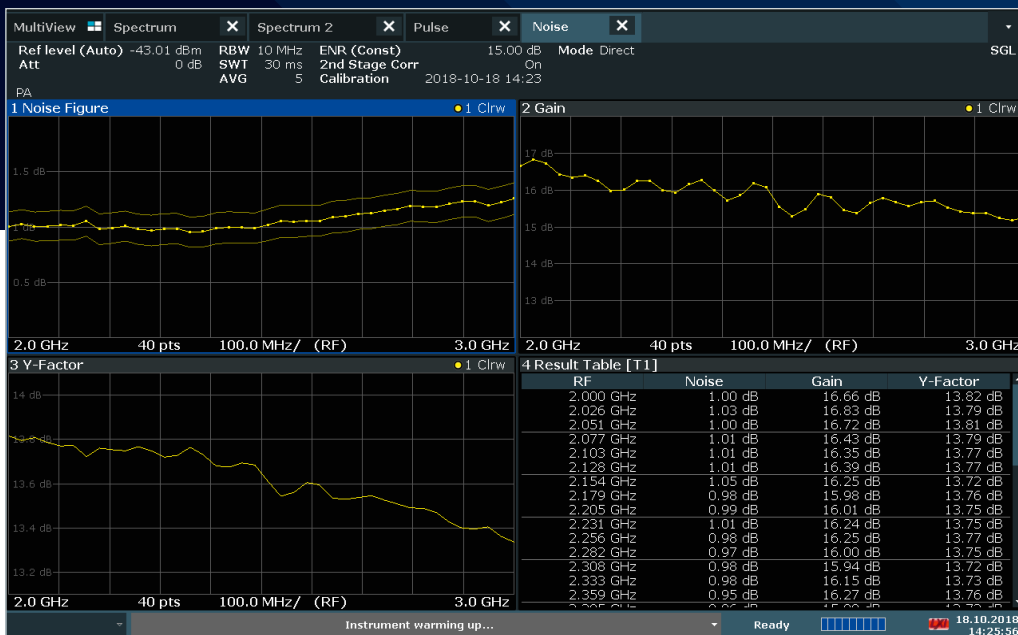 MultiView Spectrum Spectrum 2 Pulse Noise
Ref level (Auto) -43.01 dBm RBW 10 MHz ENR (Const) 15.00 dB Mode Direct SGL
Att 0 dB SWT 30 ms 2nd Stage Corr On
AVG 5 Calibration 2018-10-18 14:23
PA
1 Noise Figure 1 Clrw
1.5 dB
1 dB
0.5 dB
2.0 GHz 40 pts 100.0 MHz/ (RF) 3.0 GHz
2 Gain 1 Clrw
17 dB
16 dB
15 dB
14 dB
13 dB
2.0 GHz 40 pts 100.0 MHz/ (RF) 3.0 GHz
3 Y-Factor 1 Clrw
14 dB
13.8 dB
13.6 dB
13.4 dB
13.2 dB
2.0 GHz 40 pts 100.0 MHz/ (RF) 3.0 GHz
4 Result Table [T1]
RF Noise Gain Y-Factor
2.000 GHz 1.00 dB 16.66 dB 13.82 dB
2.026 GHz 1.03 dB 16.83 dB 13.79 dB
2.051 GHz 1.00 dB 16.72 dB 13.81 dB
2.077 GHz 1.01 dB 16.43 dB 13.79 dB
2.103 GHz 1.01 dB 16.35 dB 13.77 dB
2.128 GHz 1.01 dB 16.39 dB 13.77 dB
2.154 GHz 1.05 dB 16.25 dB 13.72 dB
2.179 GHz 0.98 dB 15.98 dB 13.76 dB
2.205 GHz 0.99 dB 16.01 dB 13.75 dB
2.231 GHz 1.01 dB 16.24 dB 13.75 dB
2.256 GHz 0.98 dB 16.25 dB 13.77 dB
2.282 GHz 0.97 dB 16.00 dB 13.75 dB
2.308 GHz 0.98 dB 15.94 dB 13.72 dB
2.333 GHz 0.98 dB 16.15 dB 13.73 dB
2.359 GHz 0.95 dB 16.27 dB 13.76 dB
Instrument warming up... Ready 18.10.2018
14:25:56